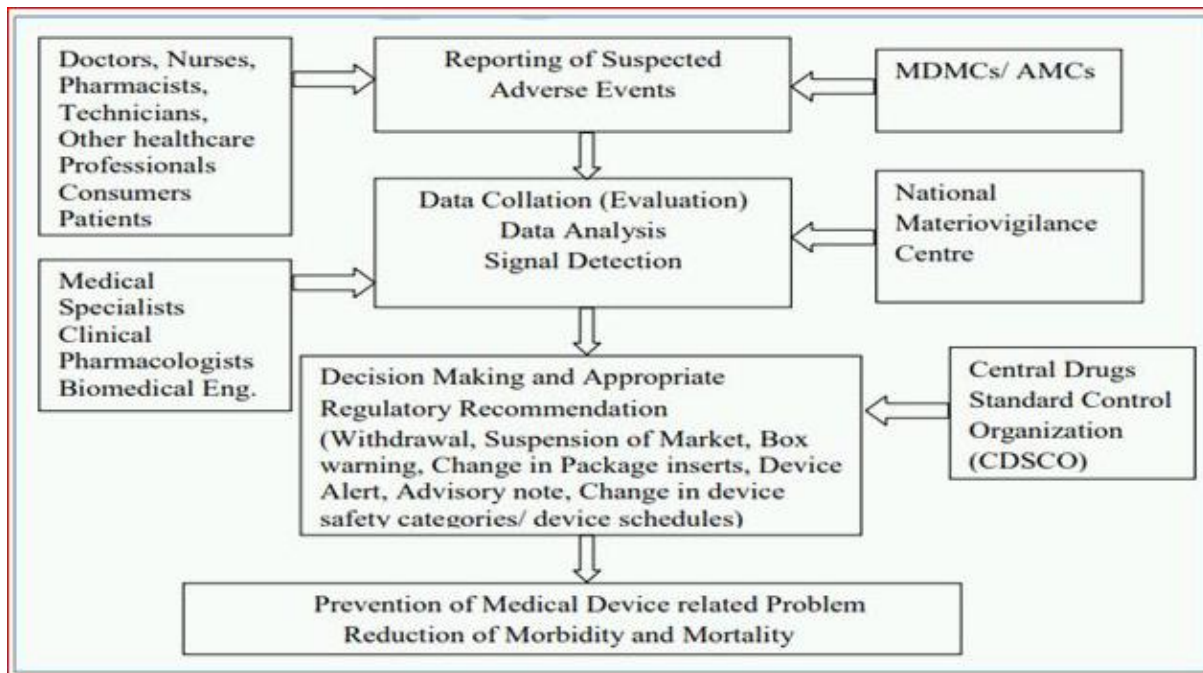 Doctors, Nurses,
Pharmacists,
Technicians,
Other healthcare
Professionals
Consumers
Patients
Reporting of Suspected
Adverse Events
MDMCs/ AMCs
Data Collation (Evaluation)
Data Analysis
Signal Detection
National
Materiovigilance
Centre
Medical
Specialists
Clinical
Pharmacologists
Biomedical Eng.
Decision Making and Appropriate
Regulatory Recommendation
(Withdrawal, Suspension of Market, Box
warning, Change in Package inserts, Device
Alert, Advisory note, Change in device
safety categories/ device schedules)
Central Drugs
Standard Control
Organization
(CDSCO)
Prevention of Medical Device related Problem
Reduction of Morbidity and Mortality